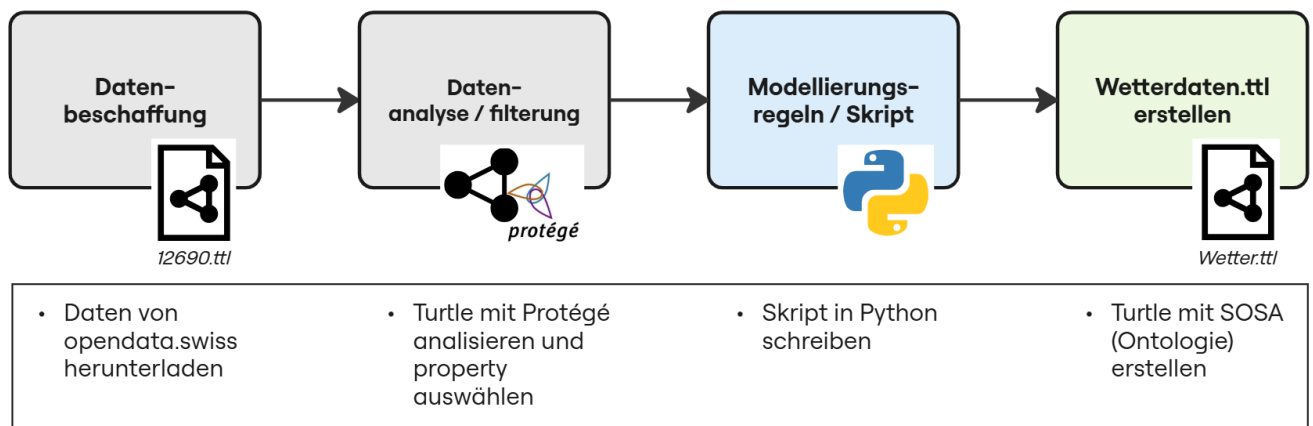 Daten-
beschaffung
12690.ttl
Daten-
analyse / filterung
protégé
Modellierungs-
regeln / Skript
Wetterdaten.ttl
erstellen
Wetter.ttl
• Daten von
opendata.swiss
herunterladen
• Turtle mit Protégé
analisieren und
property
auswählen
• Skript in Python
schreiben
• Turtle mit SOSA
(Ontologie)
erstellen